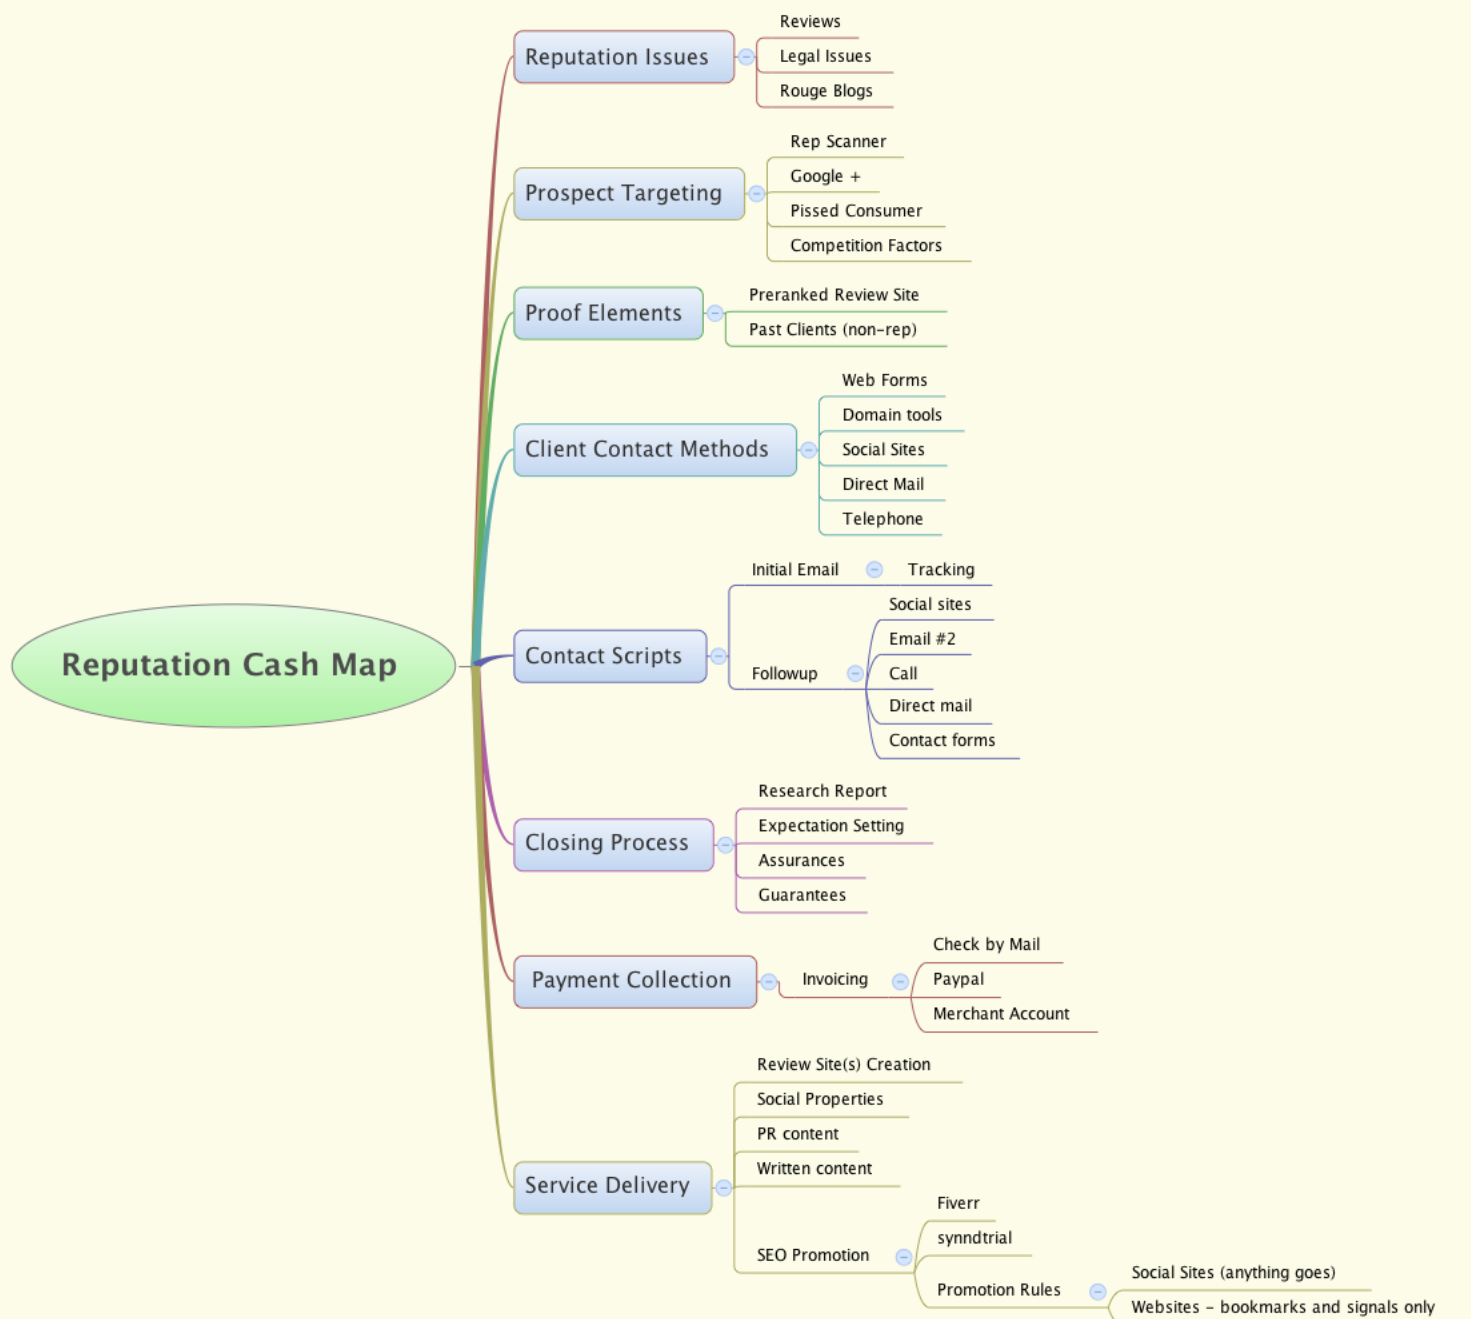 Reputation Cash Map
Reputation Issues
Reviews
Legal Issues
Rouge Blogs
Prospect Targeting
Rep Scanner
Google +
Pissed Consumer
Competition Factors
Proof Elements
Preranked Review Site
Past Clients (non-rep)
Client Contact Methods
Web Forms
Domain tools
Social Sites
Direct Mail
Telephone
Contact Scripts
Initial Email
Tracking
Followup
Social sites
Email #2
Call
Direct mail
Contact forms
Closing Process
Research Report
Expectation Setting
Assurances
Guarantees
Payment Collection
Invoicing
Check by Mail
Paypal
Merchant Account
Service Delivery
Review Site(s) Creation
Social Properties
PR content
Written content
SEO Promotion
Fiverr
synndtrial
Promotion Rules
Social Sites (anything goes)
Websites - bookmarks and signals only